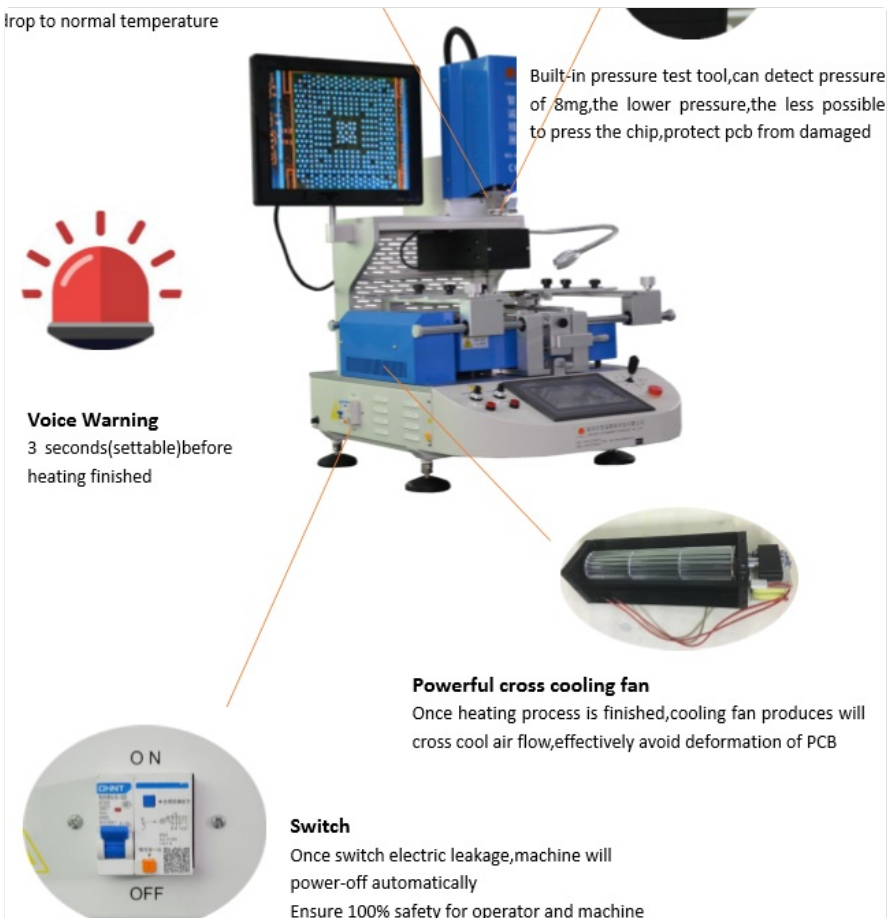 drop to normal temperature
Built-in pressure test tool,can detect pressure
of 8mg,the lower pressure,the less possible
to press the chip,protect pcb from damaged
Voice Warning
3 seconds(settable)before
heating finished
Powerful cross cooling fan
Once heating process is finished,cooling fan produces will
cross cool air flow,effectively avoid deformation of PCB
ON
CHNT
OFF
Switch
Once switch electric leakage,machine will
power-off automatically
Ensure 100% safety for operator and machine